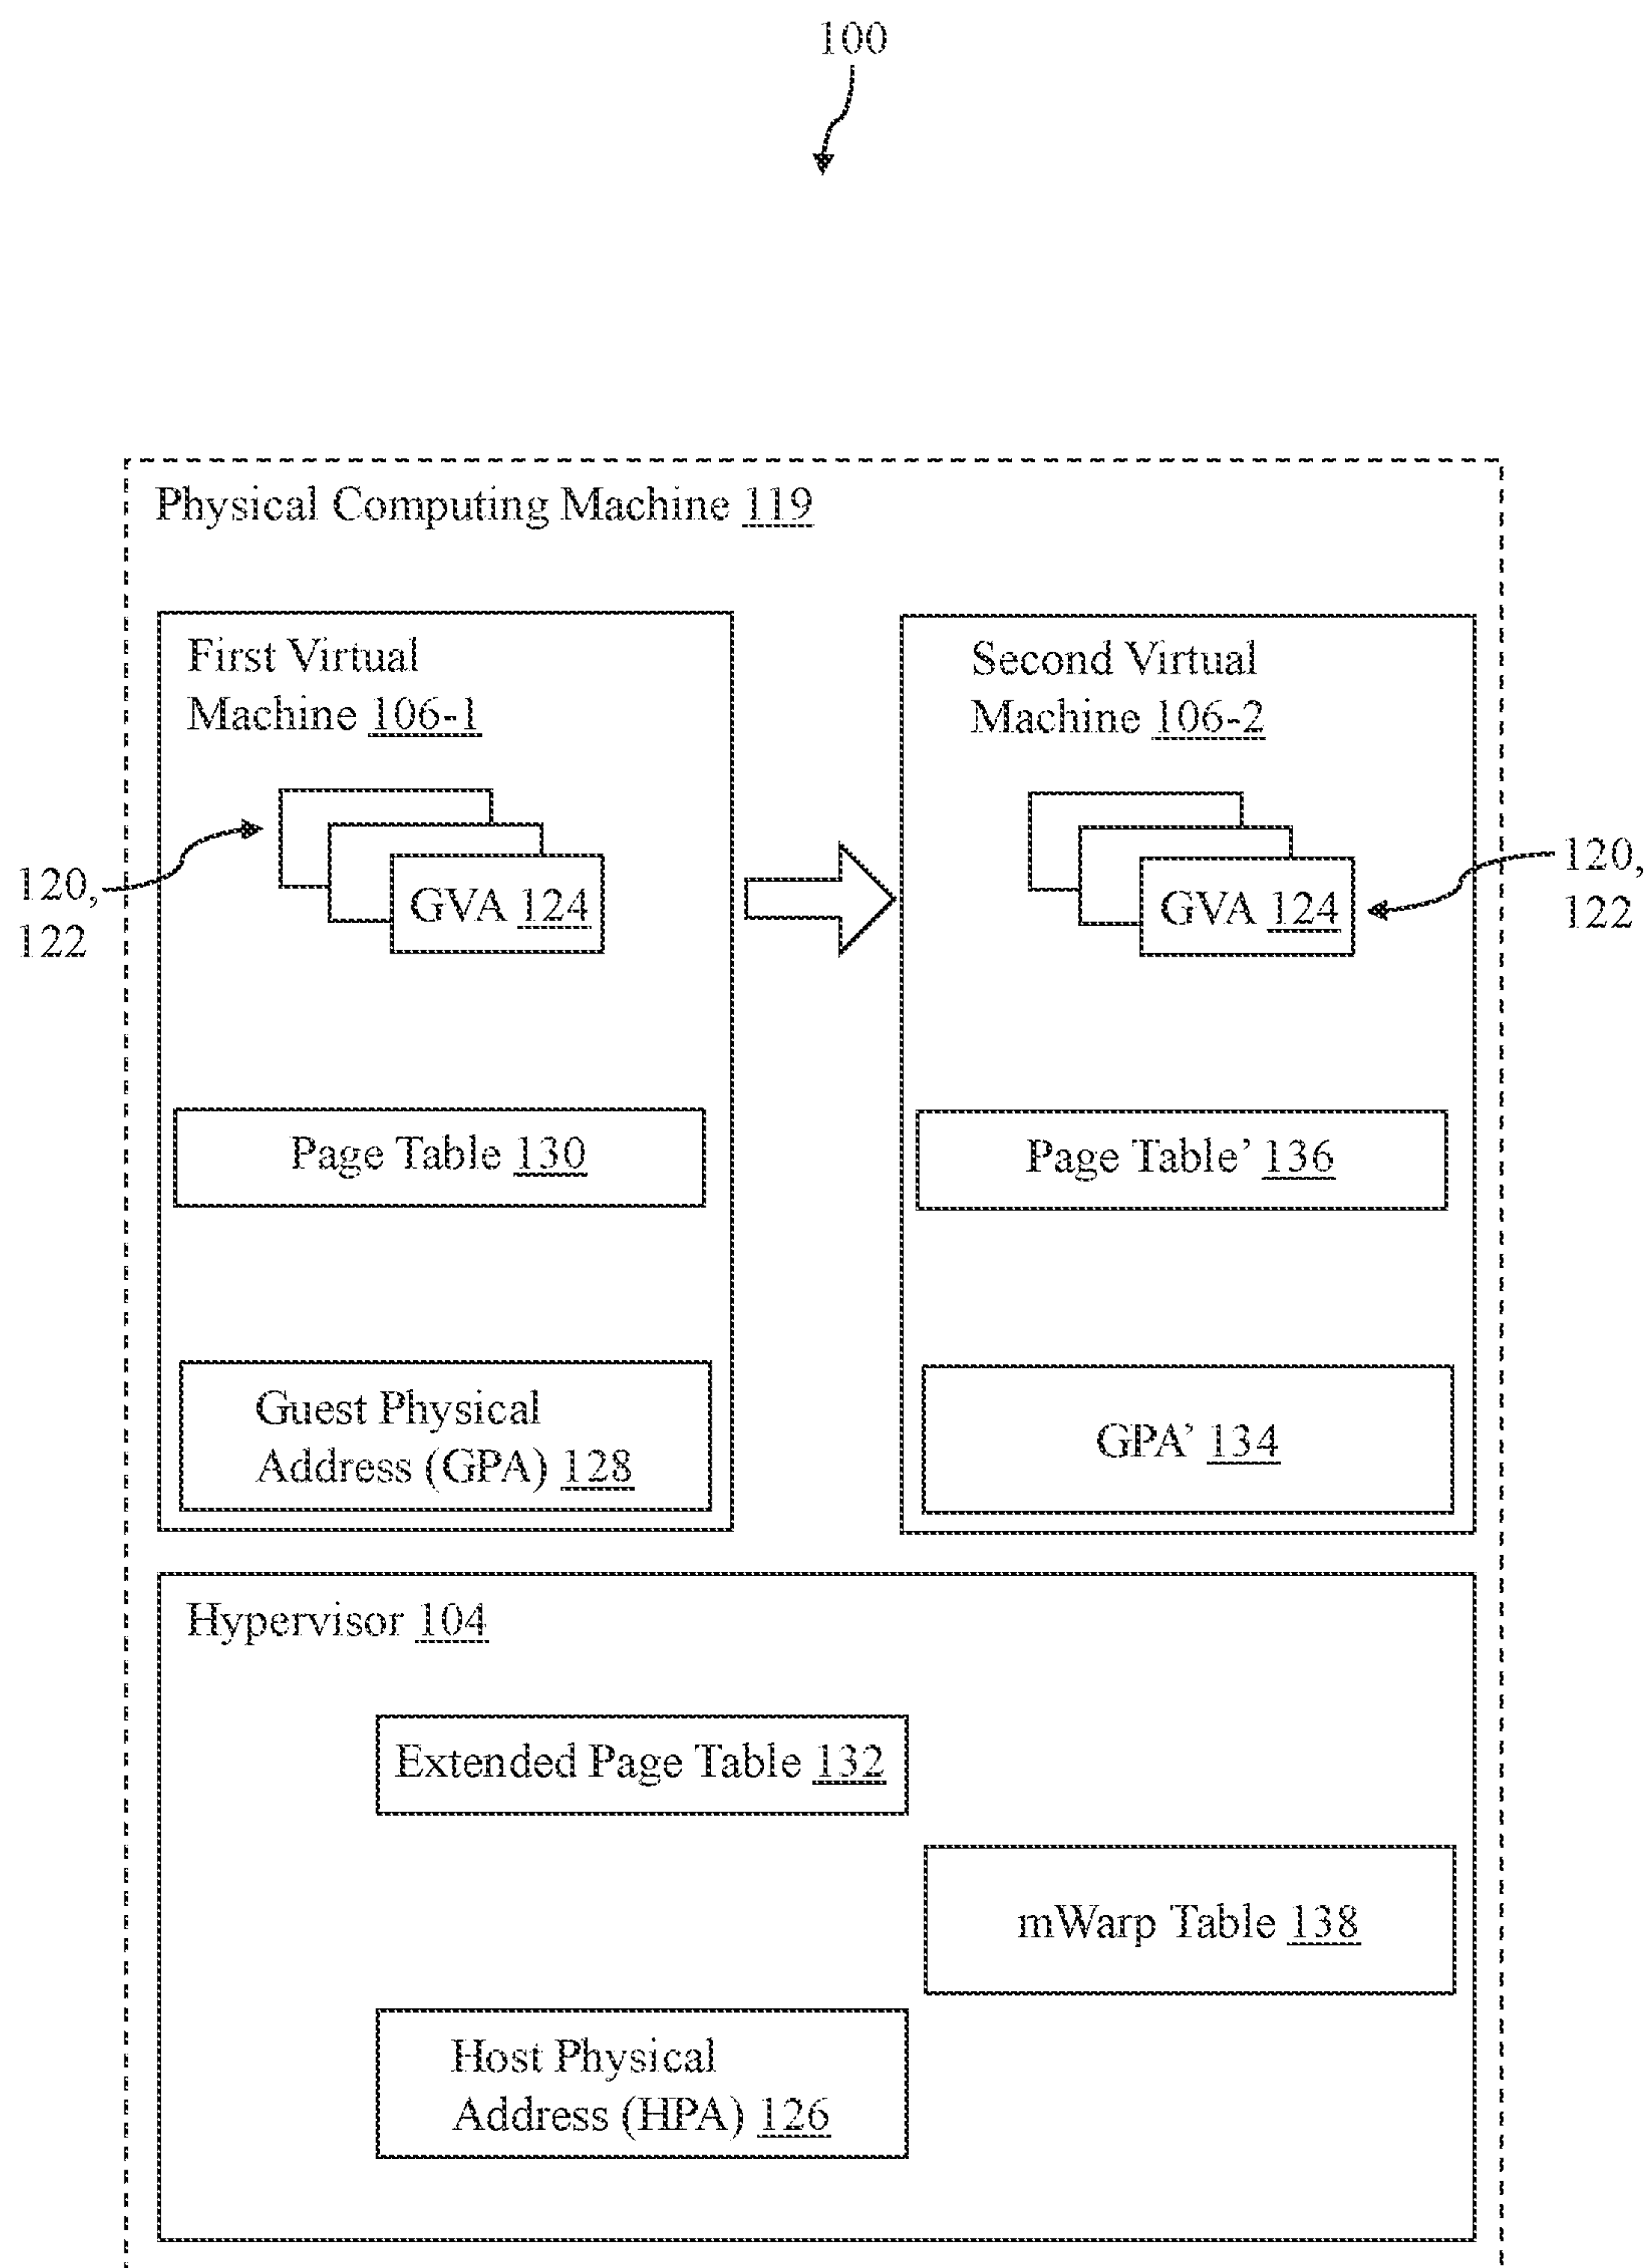 100
Physical Computing Machine 119
First Virtual
Machine 106-1
Second Virtual
Machine 106-2
120,
122
GVA 124
GVA 124
120,
122
Page Table 130
Page Table’ 136
Guest Physical
Address (GPA) 128
GPA’ 134
Hypervisor 104
Extended Page Table 132
mWarp Table 138
Host Physical
Address (HPA) 126